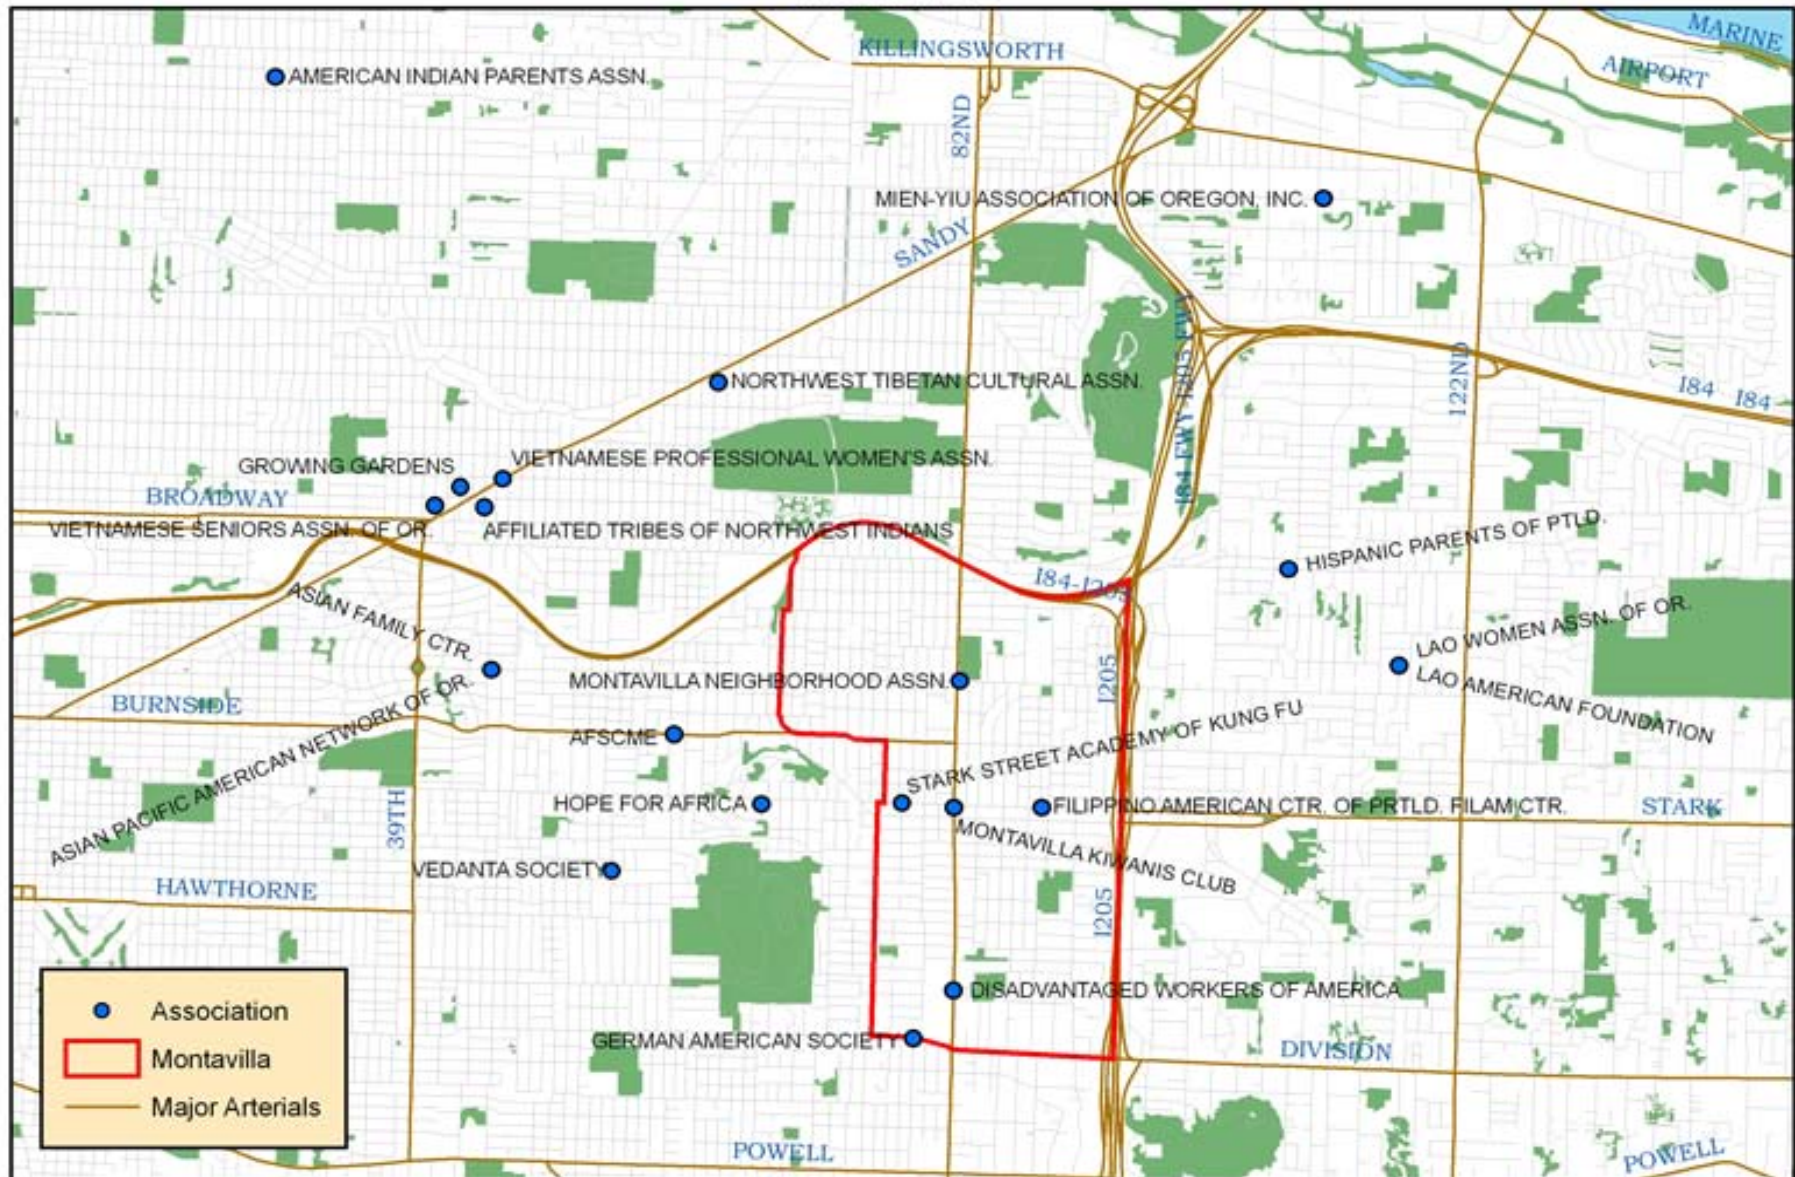 MARINE
KILLINGSWORTH
AIRPORT
AMERICAN INDIAN PARENTS ASSN.
82ND
MIEN-YIU ASSOCIATION OF OREGON, INC.
SANDY
I84 FWY I205 FWY
122ND
I84 I84
NORTHWEST TIBETAN CULTURAL ASSN.
VIETNAMESE PROFESSIONAL WOMEN'S ASSN.
GROWING GARDENS
BROADWAY
VIETNAMESE SENIORS ASSN. OF OR.
AFFILIATED TRIBES OF NORTHWEST INDIANS
HISPANIC PARENTS OF PTLD.
I84-I205
ASIAN FAMILY CTR.
LAO WOMEN ASSN. OF OR.
I205
MONTAVILLA NEIGHBORHOOD ASSN.
LAO AMERICAN FOUNDATION
BURNSIDE
ASIAN PACIFIC AMERICAN NETWORK OF OR.
AFSCME
STARK STREET ACADEMY OF KUNG FU
HOPE FOR AFRICA
FILIPPINO AMERICAN CTR. OF PRTLD. FILAM CTR.
STARK
39TH
MONTAVILLA KIWANIS CLUB
VEDANTA SOCIETY
HAWTHORNE
I205
DISADVANTAGED WORKERS OF AMERICA
GERMAN AMERICAN SOCIETY
DIVISION
Association
Montavilla
Major Arterials
POWELL
POWELL